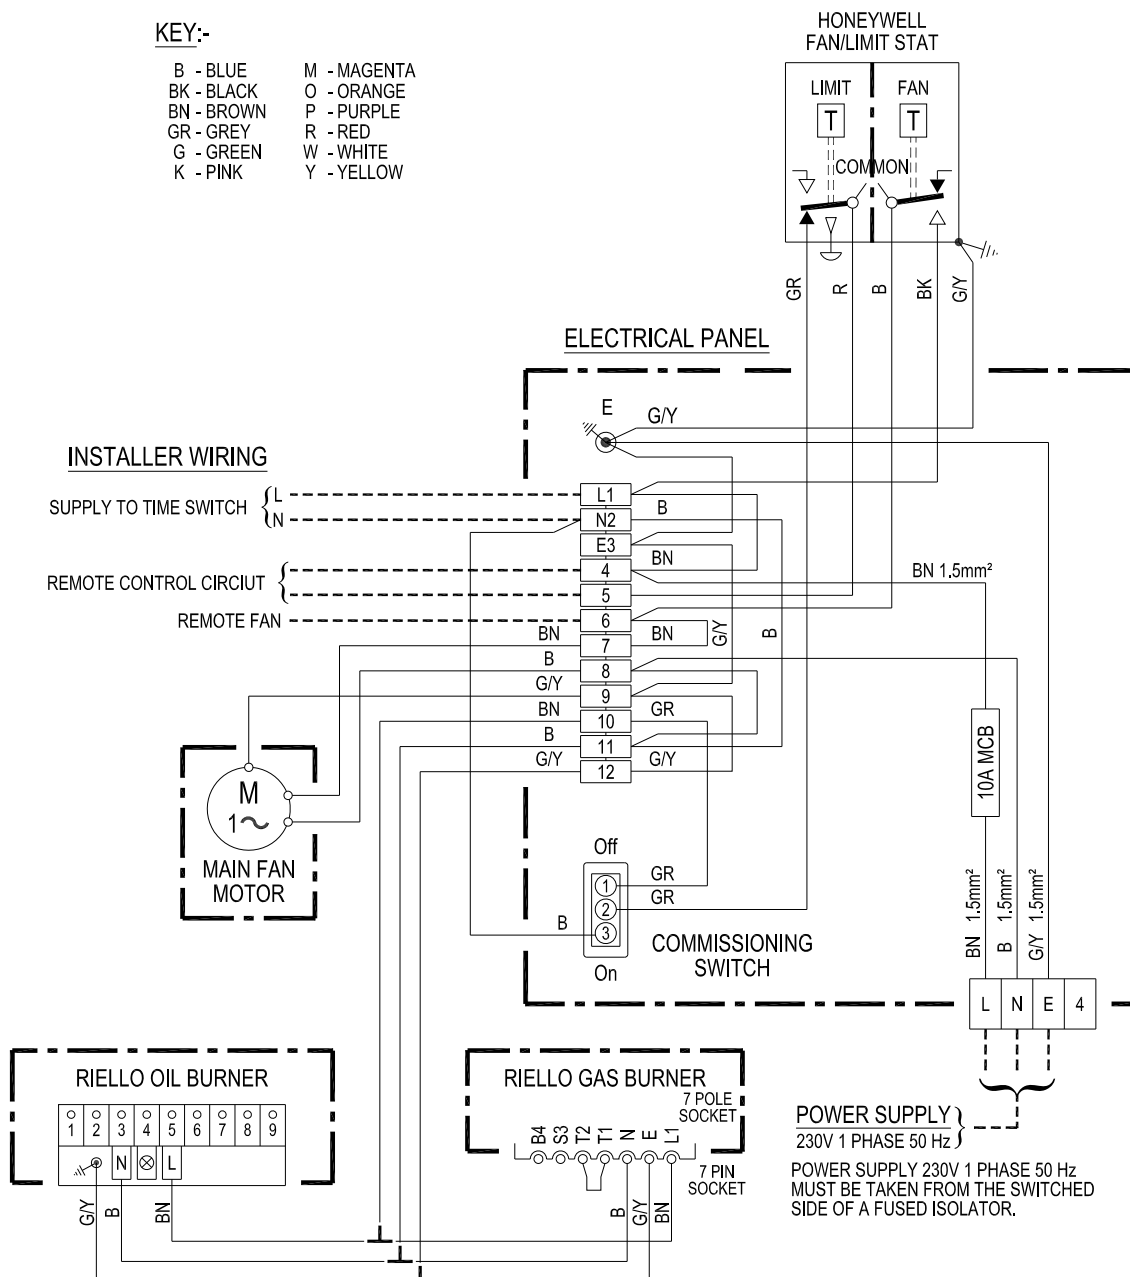 KEY:-
B - BLUE
BK - BLACK
BN - BROWN
GR - GREY
G - GREEN
K - PINK
M - MAGENTA
O - ORANGE
P - PURPLE
R - RED
W - WHITE
Y - YELLOW
HONEYWELL
FAN/LIMIT STAT
LIMIT
FAN
T
T
COMMON
GR
R
B
BK
G/Y
ELECTRICAL PANEL
E
G/Y
INSTALLER WIRING
SUPPLY TO TIME SWITCH
L
N
REMOTE CONTROL CIRCIUT
REMOTE FAN
L1
N2
E3
4
5
6
7
8
9
10
11
12
B
BN
BN
G/Y
B
GR
G/Y
BN
B
G/Y
BN
B
G/Y
BN 1.5mm²
10A MCB
M
1
MAIN FAN
MOTOR
Off
1
2
3
On
GR
GR
B
COMMISSIONING
SWITCH
BN 1.5mm²
B 1.5mm²
G/Y 1.5mm²
L N E 4
RIELLO OIL BURNER
1 2 3 4 5 6 7 8 9
N L
G/Y
B
BN
RIELLO GAS BURNER
7 POLE
SOCKET
B4 S3 T2 T1 N E L1
7 PIN
SOCKET
B
G/Y
BN
POWER SUPPLY
230V 1 PHASE 50 Hz
POWER SUPPLY 230V 1 PHASE 50 Hz
MUST BE TAKEN FROM THE SWITCHED
SIDE OF A FUSED ISOLATOR.